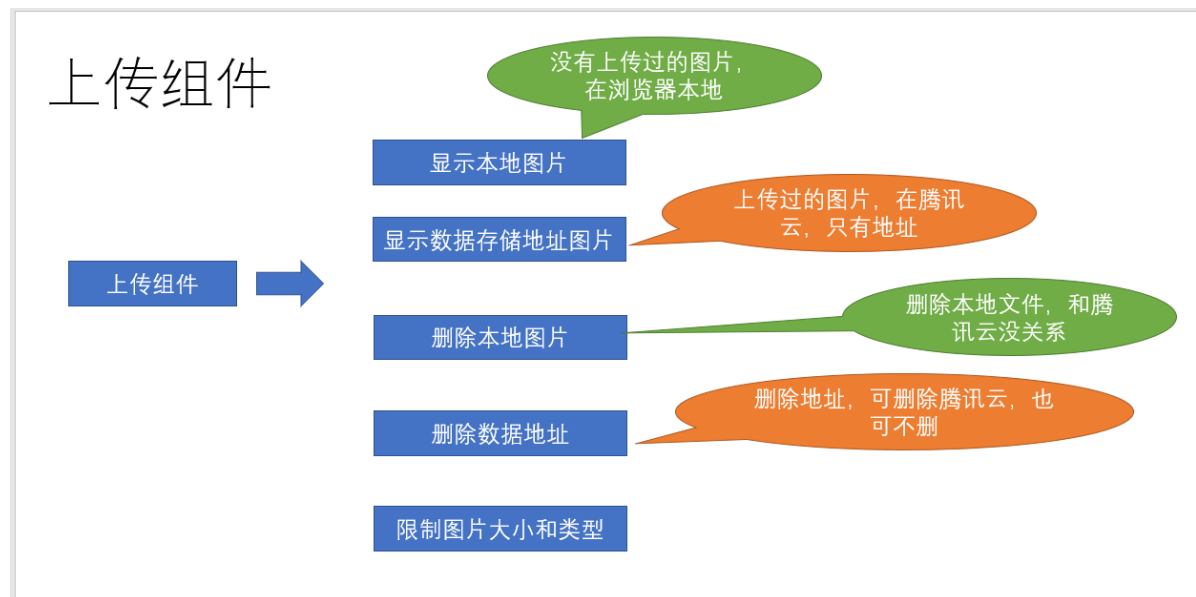 上传组件
没有上传过的图片，
在浏览器本地
显示本地图片
上传过的图片，在腾讯
云，只有地址
显示数据存储地址图片
上传组件
删除本地文件，和腾
讯云没关系
删除本地图片
删除地址，可删除腾讯云，也
可不删
删除数据地址
限制图片大小和类型